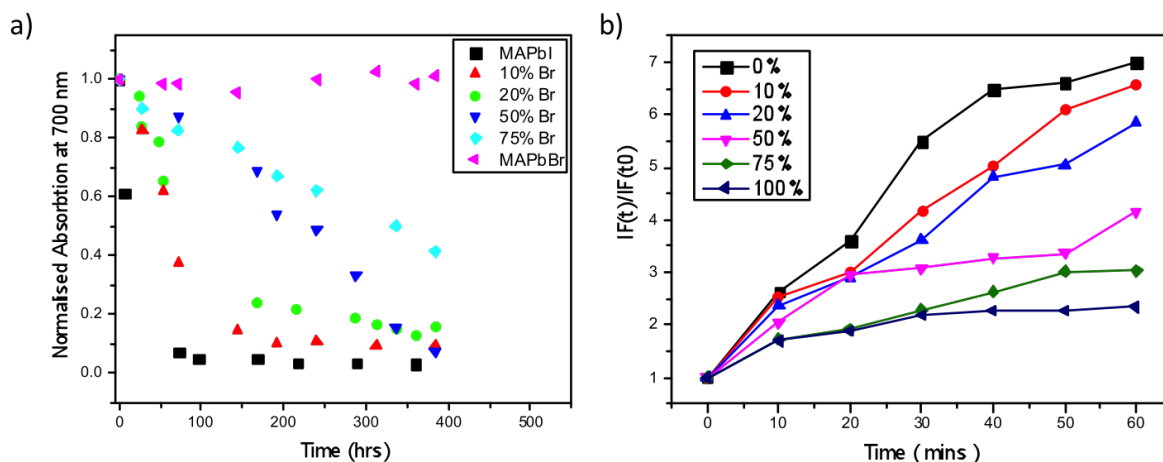 a)
Normalised Absorbtion at 700 nm
1.0
0.8
0.6
0.4
0.2
0.0
0
100
200
300
400
500
Time (hrs)
MAPbI
10% Br
20% Br
50% Br
75% Br
MAPbBr
b)
IF(t)/IF(t0)
7
6
5
4
3
2
1
0
10
20
30
40
50
60
Time ( mins )
0 %
10 %
20 %
50 %
75 %
100 %